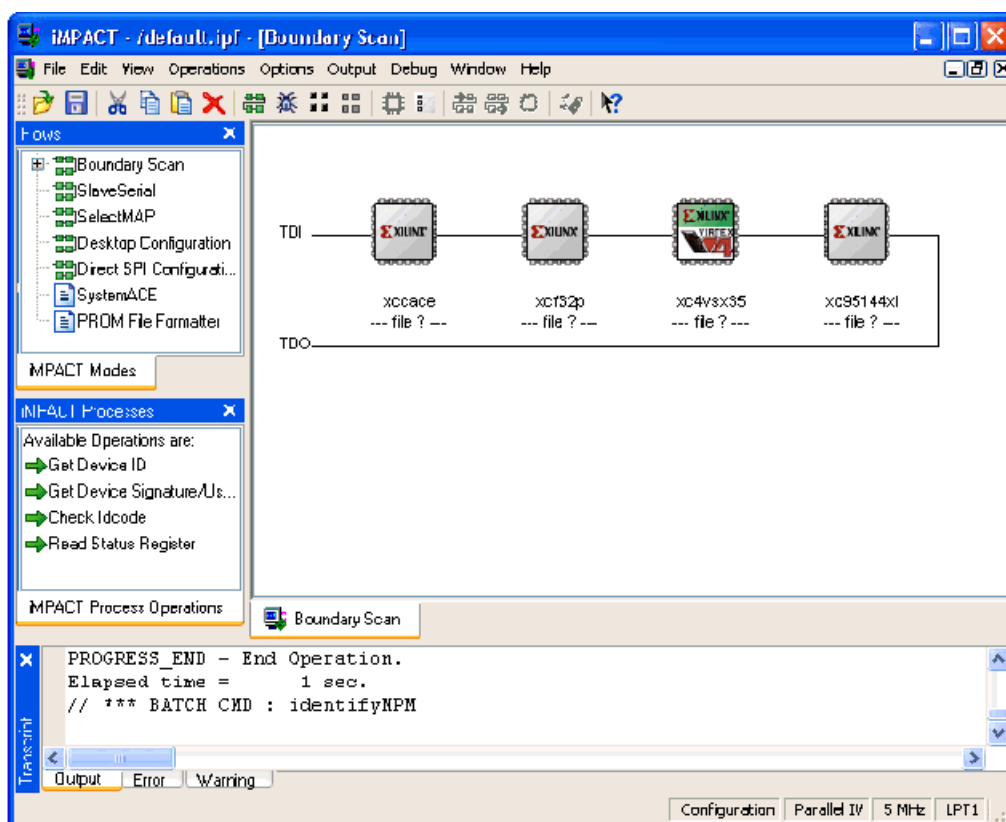 iMPACT - /default.ipf - [Boundary Scan]
File Edit View Operations Options Output Debug Window Help
Flows
Boundary Scan
SlaveSerial
SelectMAP
Desktop Configuration
Direct SPI Configurati...
SystemACE
PROM File Formatter
iMPACT Modes
iMPACT Processes
Available Operations are:
Get Device ID
Get Device Signature/Us...
Check Idcode
Read Status Register
iMPACT Process Operations
TDI
XILINX XILINX XILINX VIRTEX 4 XILINX
xccace xcf32p xc4vsx35 xc95144xl
--- file ? --- --- file ? --- --- file ? --- --- file ? ---
TDO
Boundary Scan
PROGRESS_END - End Operation.
Elapsed time = 1 sec.
// *** BATCH CMD : identifyMPM
Transcript
Output Error Warning
Configuration Parallel IV 5 MHz LPT1